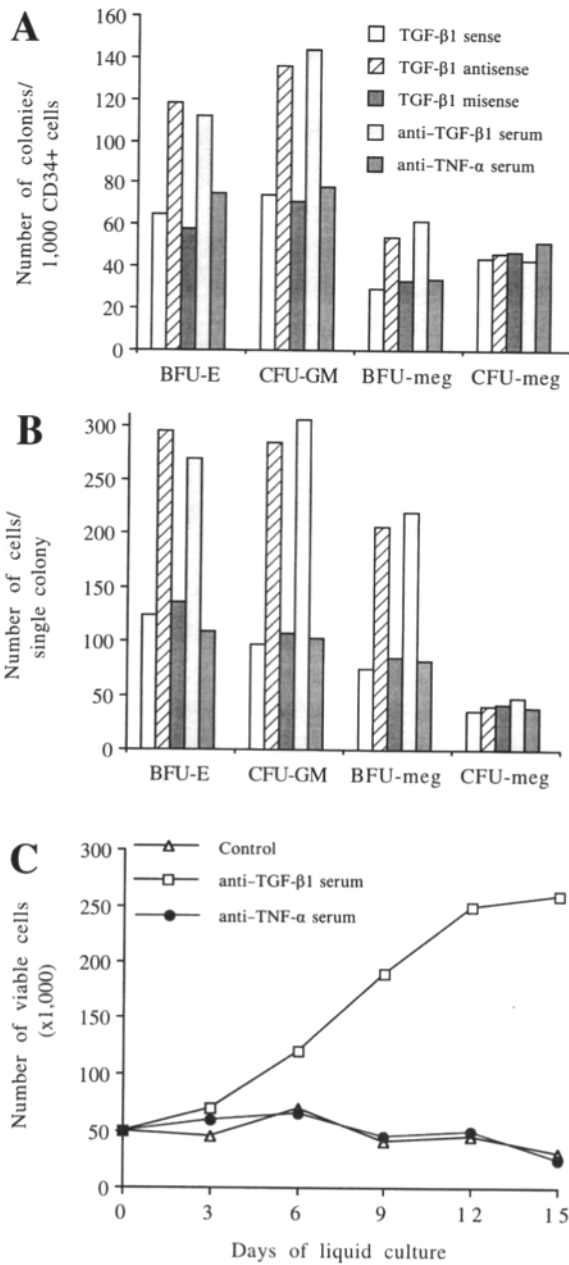 A
Number of colonies/
1,000 CD34+ cells
160
140
120
100
80
60
40
20
0
TGF-β1 sense
TGF-β1 antisense
TGF-β1 misense
anti-TGF-β1 serum
anti-TNF-α serum
BFU-E CFU-GM BFU-meg CFU-meg
B
Number of cells/
single colony
300
250
200
150
100
50
0
BFU-E CFU-GM BFU-meg CFU-meg
C
Number of viable cells
(x1,000)
300
250
200
150
100
50
0
Control
anti-TGF-β1 serum
anti-TNF-α serum
0 3 6 9 12 15
Days of liquid culture